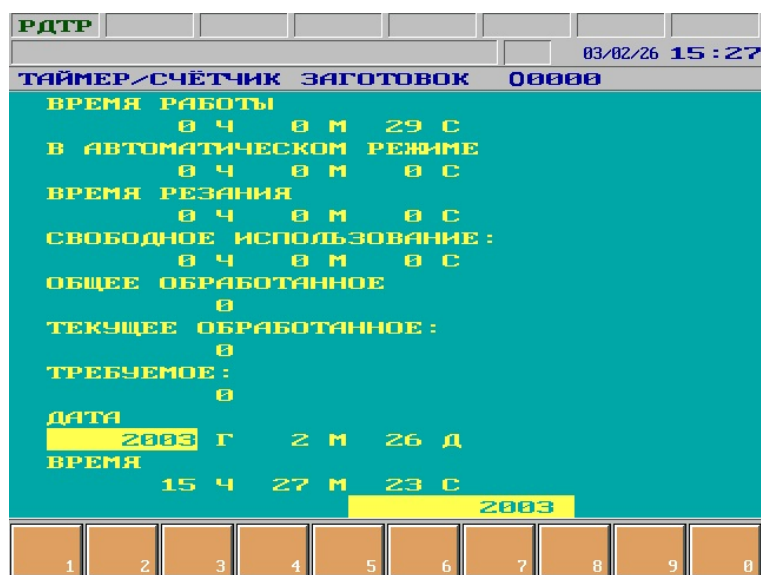 РДТР
03/02/26 15:27
ТАЙМЕР/СЧЁТЧИК ЗАГОТОВОК O0000
ВРЕМЯ РАБОТЫ
0 Ч 0 М 29 С
В АВТОМАТИЧЕСКОМ РЕЖИМЕ
0 Ч 0 М 0 С
ВРЕМЯ РЕЗАНИЯ
0 Ч 0 М 0 С
СВОБОДНОЕ ИСПОЛЬЗОВАНИЕ:
0 Ч 0 М 0 С
ОБЩЕЕ ОБРАБОТАННОЕ
0
ТЕКУЩЕЕ ОБРАБОТАННОЕ:
0
ТРЕБУЕМОЕ:
0
ДАТА
2003 Г 2 М 26 Д
ВРЕМЯ
15 Ч 27 М 23 С
2003
1 2 3 4 5 6 7 8 9 0